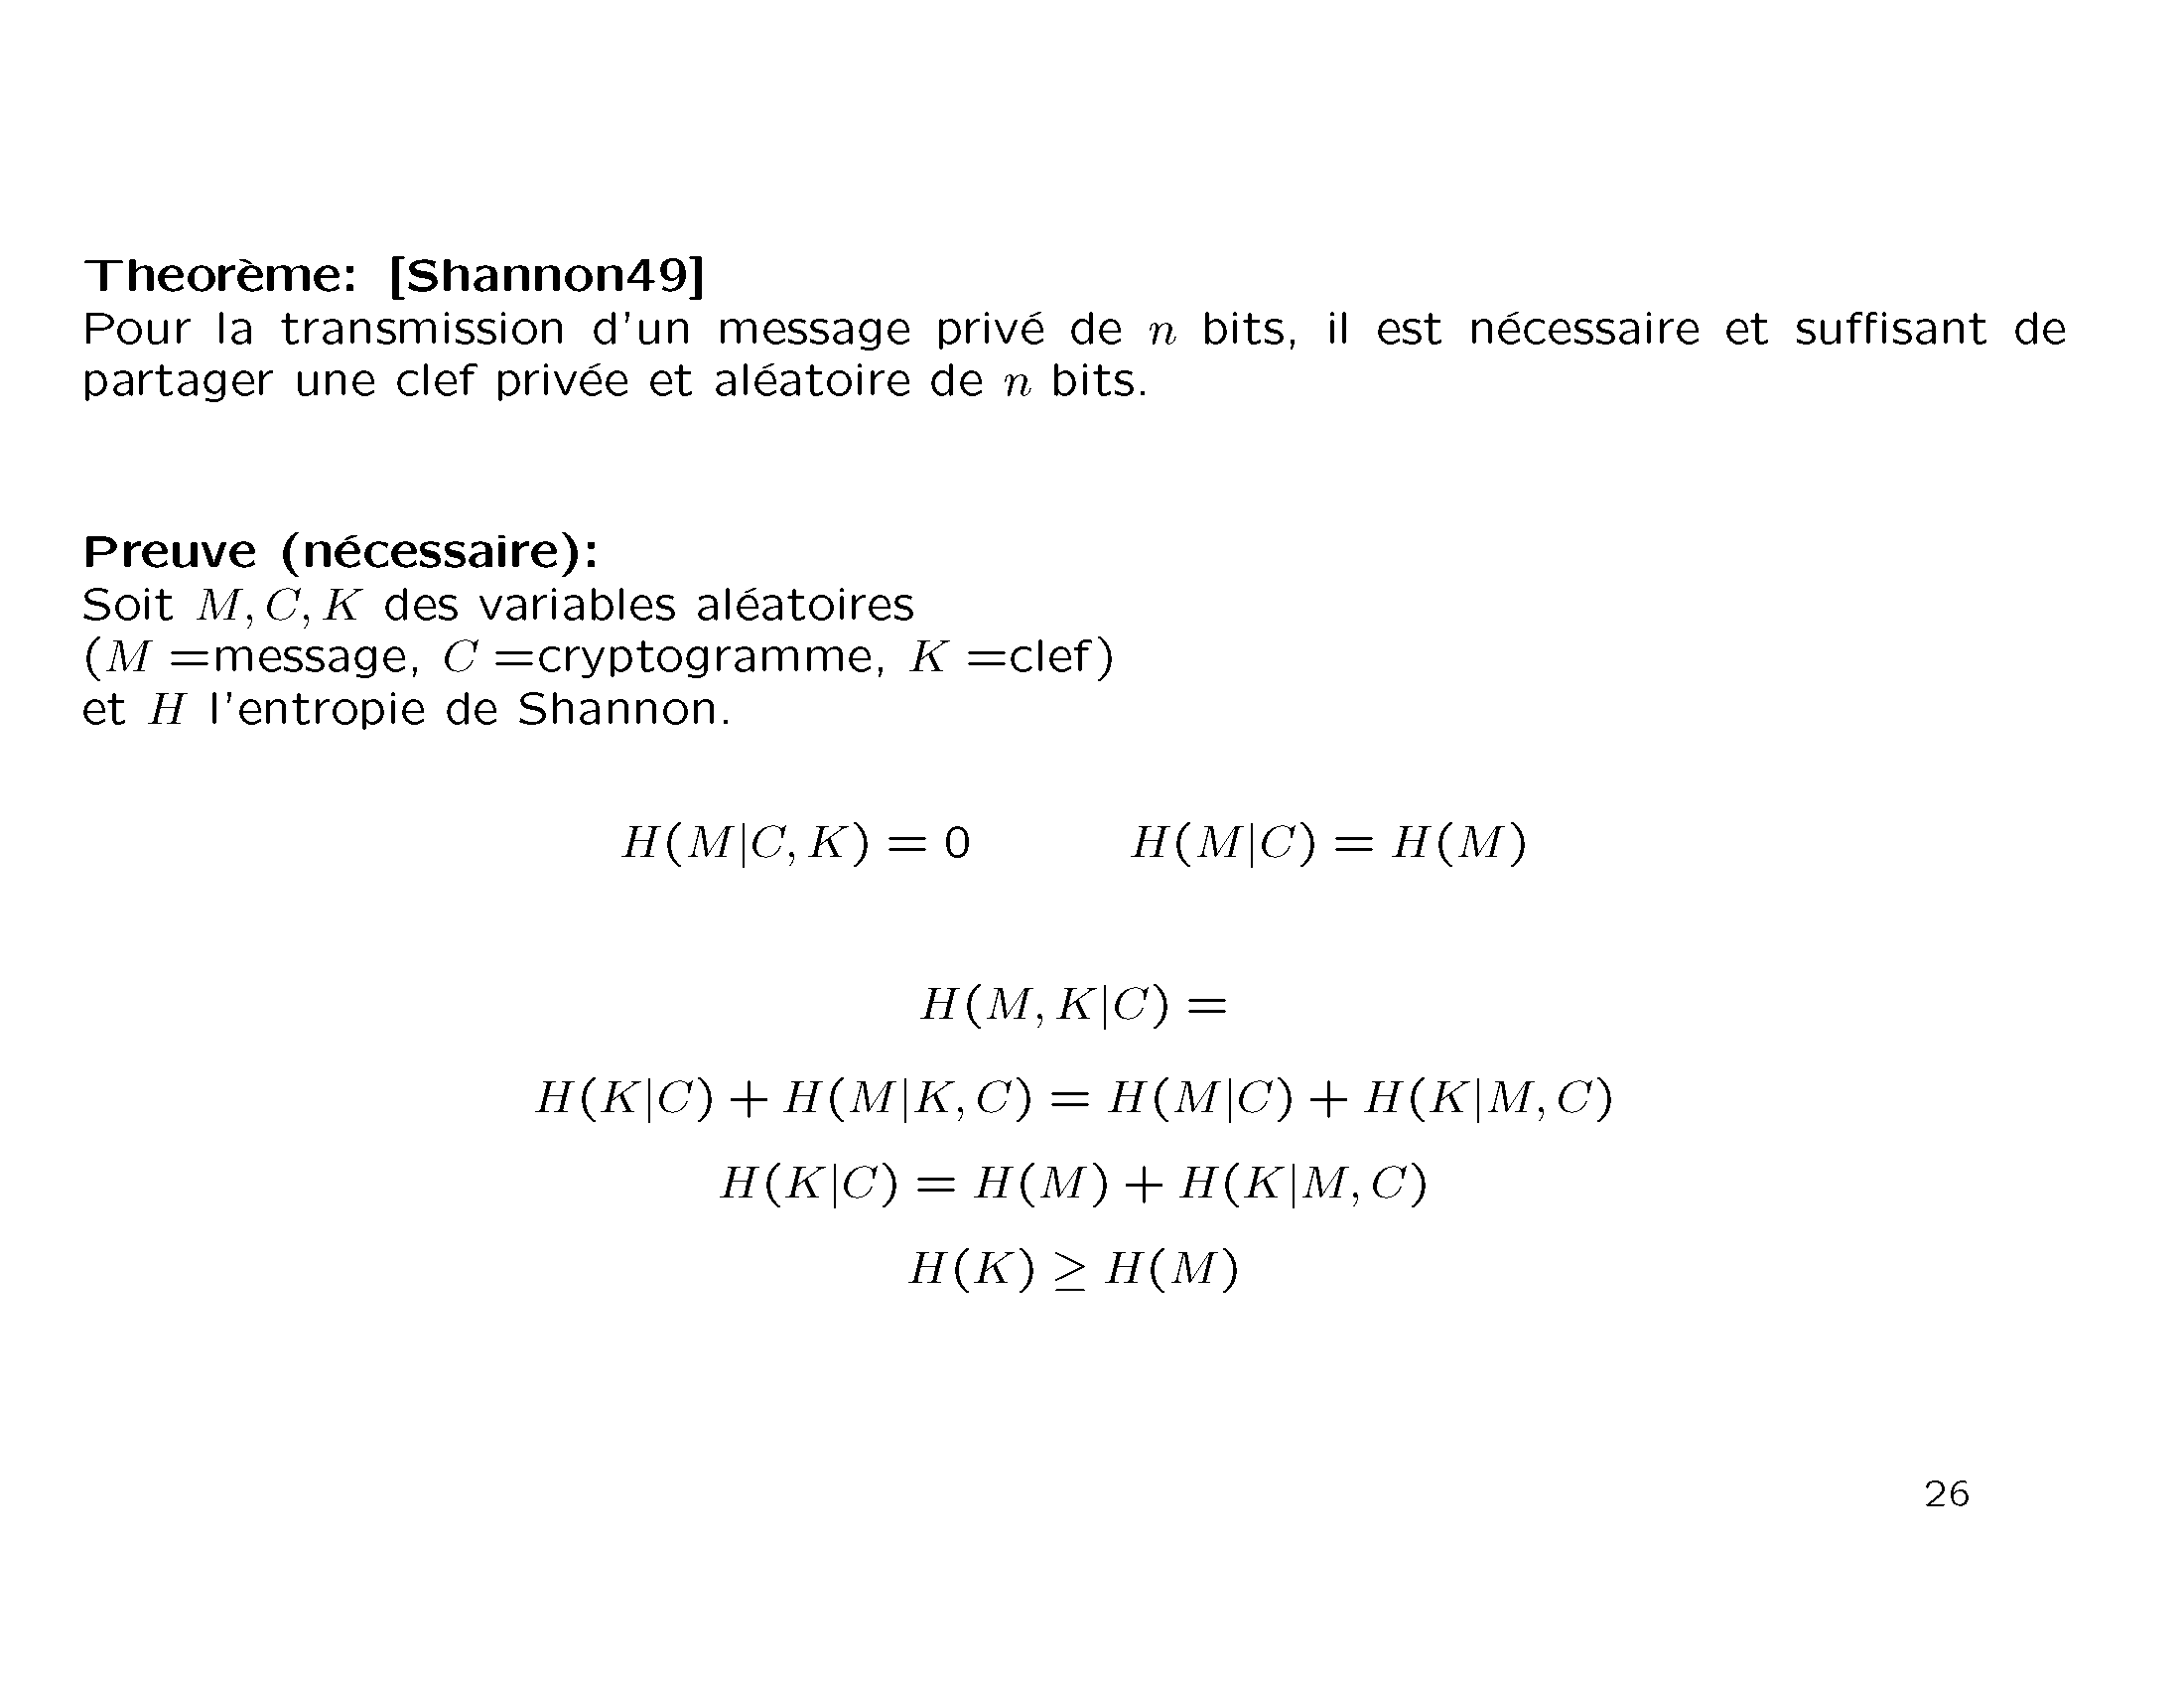 Theorème: [Shannon49]
Pour la transmission d'un message privé de n bits, il est nécessaire et suffisant de
partager une clef privée et aléatoire de n bits.
Preuve (nécessaire):
Soit M, C, K des variables aléatoires
(M =message, C =cryptogramme, K =clef)
et H l'entropie de Shannon.
H(M|C, K) = 0 H(M|C) = H(M)
H(M, K|C) =
H(K|C) + H(M|K, C) = H(M|C) + H(K|M, C)
H(K|C) = H(M) + H(K|M, C)
H(K) ≥ H(M)
26